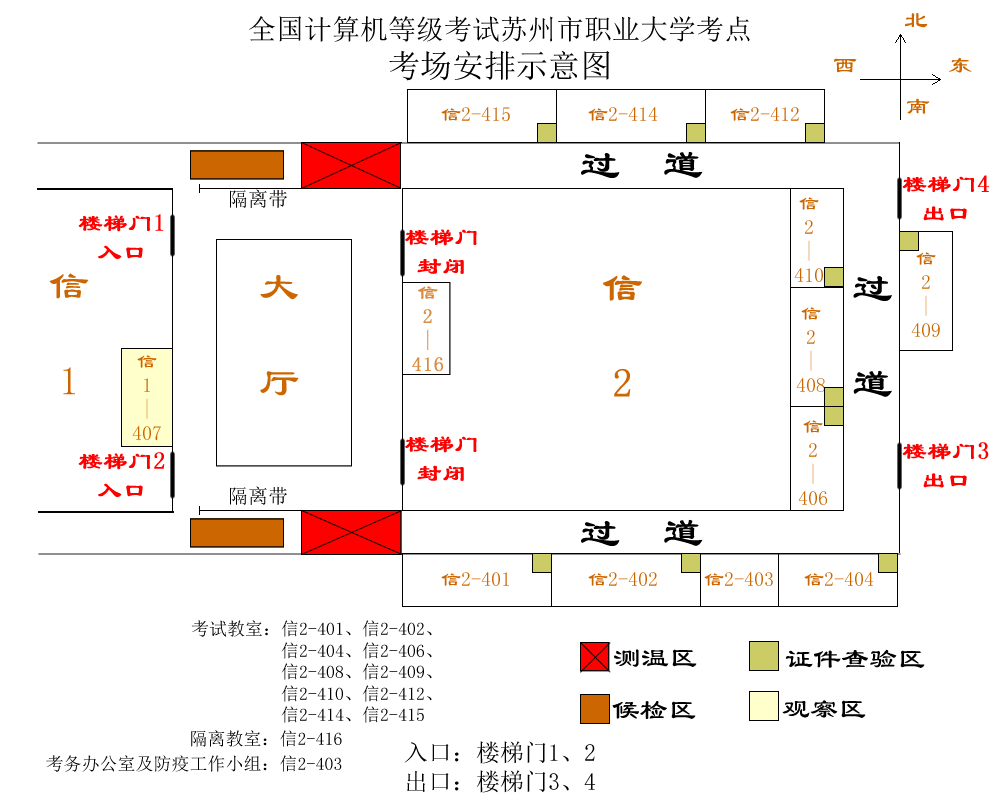 全国计算机等级考试苏州市职业大学考点
考场安排示意图
北
西
东
南
信2-415
信2-414
信2-412
过 道
隔离带
楼梯门1
入口
楼梯门
封闭
信
2
—
410
楼梯门4
出口
信
1
大
厅
信
2
—
416
信
2
信
2
—
408
过
道
信
2
—
409
信
1
—
407
信
2
—
406
楼梯门2
入口
楼梯门
封闭
楼梯门3
出口
隔离带
过 道
信2-401
信2-402
信2-403
信2-404
考试教室：信2-401、信2-402、
信2-404、信2-406、
信2-408、信2-409、
信2-410、信2-412、
信2-414、信2-415
隔离教室：信2-416
考务办公室及防疫工作小组：信2-403
测温区
证件查验区
候检区
观察区
入口：楼梯门1、2
出口：楼梯门3、4